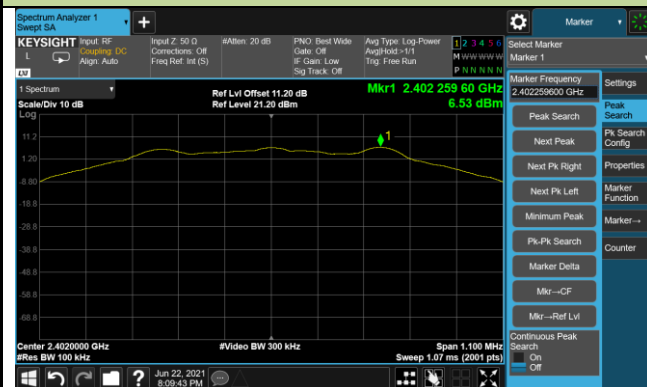 Spectrum Analyzer 1
Swept SA
+
Marker
KEYSIGHT
L
LXI
Input: RF
Coupling: DC
Align: Auto
Input Z: 50 Ω
Corrections: Off
Freq Ref: Int (S)
#Atten: 20 dB
PNO: Best Wide
Gate: Off
IF Gain: Low
Sig Track: Off
Avg Type: Log-Power
Avg|Hold:>1/1
Trig: Free Run
1 2 3 4 5 6
M W W W W W
P N N N N N
Select Marker
Marker 1
1 Spectrum
Scale/Div 10 dB
Log
Ref Lvl Offset 11.20 dB
Ref Level 21.20 dBm
Mkr1 2.402 259 60 GHz
6.53 dBm
11.2
1.20
-8.80
-18.8
-28.8
-38.8
-48.8
-58.8
-68.8
1
Center 2.4020000 GHz
#Res BW 100 kHz
#Video BW 300 kHz
Span 1.100 MHz
Sweep 1.07 ms (2001 pts)
Marker Frequency
2.402259600 GHz
Peak Search
Next Peak
Next Pk Right
Next Pk Left
Minimum Peak
Pk-Pk Search
Marker Delta
Mkr→CF
Mkr→Ref Lvl
Continuous Peak
Search
On
Off
Settings
Peak
Search
Pk Search
Config
Properties
Marker
Function
Marker→
Counter
?
Jun 22, 2021
8:09:43 PM